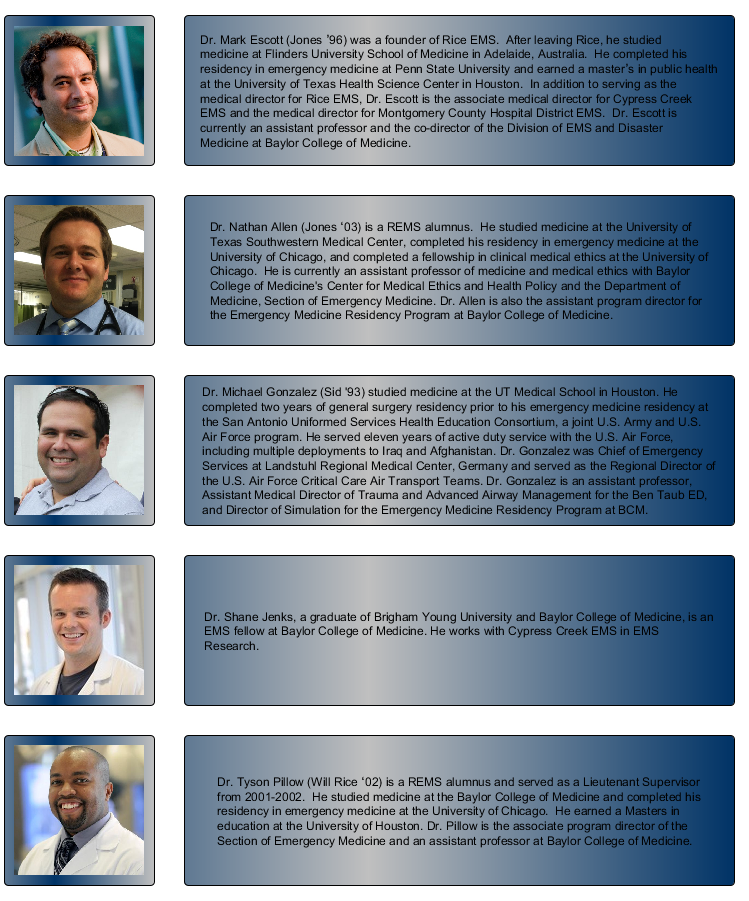 Dr. Mark Escott (Jones '96) was a founder of Rice EMS.  After leaving Rice, he studied
medicine at Flinders University School of Medicine in Adelaide, Australia.  He completed his
residency in emergency medicine at Penn State University and earned a master's in public health
at the University of Texas Health Science Center in Houston.  In addition to serving as the
medical director for Rice EMS, Dr. Escott is the associate medical director for Cypress Creek
EMS and the medical director for Montgomery County Hospital District EMS.  Dr. Escott is
currently an assistant professor and the co-director of the Division of EMS and Disaster
Medicine at Baylor College of Medicine.
Dr. Nathan Allen (Jones ‘03) is a REMS alumnus.  He studied medicine at the University of
Texas Southwestern Medical Center, completed his residency in emergency medicine at the
University of Chicago, and completed a fellowship in clinical medical ethics at the University of
Chicago.  He is currently an assistant professor of medicine and medical ethics with Baylor
College of Medicine's Center for Medical Ethics and Health Policy and the Department of
Medicine, Section of Emergency Medicine. Dr. Allen is also the assistant program director for
the Emergency Medicine Residency Program at Baylor College of Medicine.
Dr. Michael Gonzalez (Sid '93) studied medicine at the UT Medical School in Houston. He
completed two years of general surgery residency prior to his emergency medicine residency at
the San Antonio Uniformed Services Health Education Consortium, a joint U.S. Army and U.S.
Air Force program. He served eleven years of active duty service with the U.S. Air Force,
including multiple deployments to Iraq and Afghanistan. Dr. Gonzalez was Chief of Emergency
Services at Landstuhl Regional Medical Center, Germany and served as the Regional Director of
the U.S. Air Force Critical Care Air Transport Teams. Dr. Gonzalez is an assistant professor,
Assistant Medical Director of Trauma and Advanced Airway Management for the Ben Taub ED,
and Director of Simulation for the Emergency Medicine Residency Program at BCM.
Dr. Shane Jenks, a graduate of Brigham Young University and Baylor College of Medicine, is an
EMS fellow at Baylor College of Medicine. He works with Cypress Creek EMS in EMS
Research.
Dr. Tyson Pillow (Will Rice ‘02) is a REMS alumnus and served as a Lieutenant Supervisor
from 2001-2002.  He studied medicine at the Baylor College of Medicine and completed his
residency in emergency medicine at the University of Chicago.  He earned a Masters in
education at the University of Houston. Dr. Pillow is the associate program director of the
Section of Emergency Medicine and an assistant professor at Baylor College of Medicine.